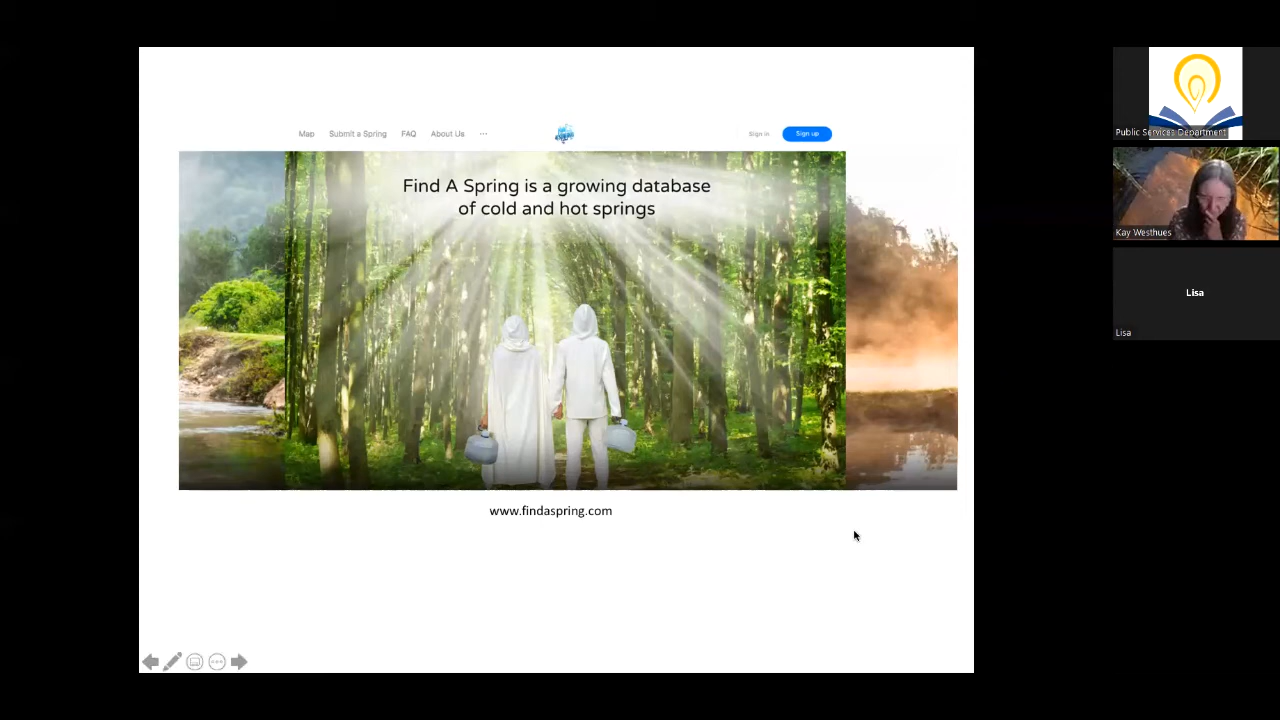 Map Submit a Spring FAQ About Us ···
Sign in Sign up
Find A Spring is a growing database
of cold and hot springs
www.findaspring.com
Public Services Department
Kay Westhues
Lisa
Lisa